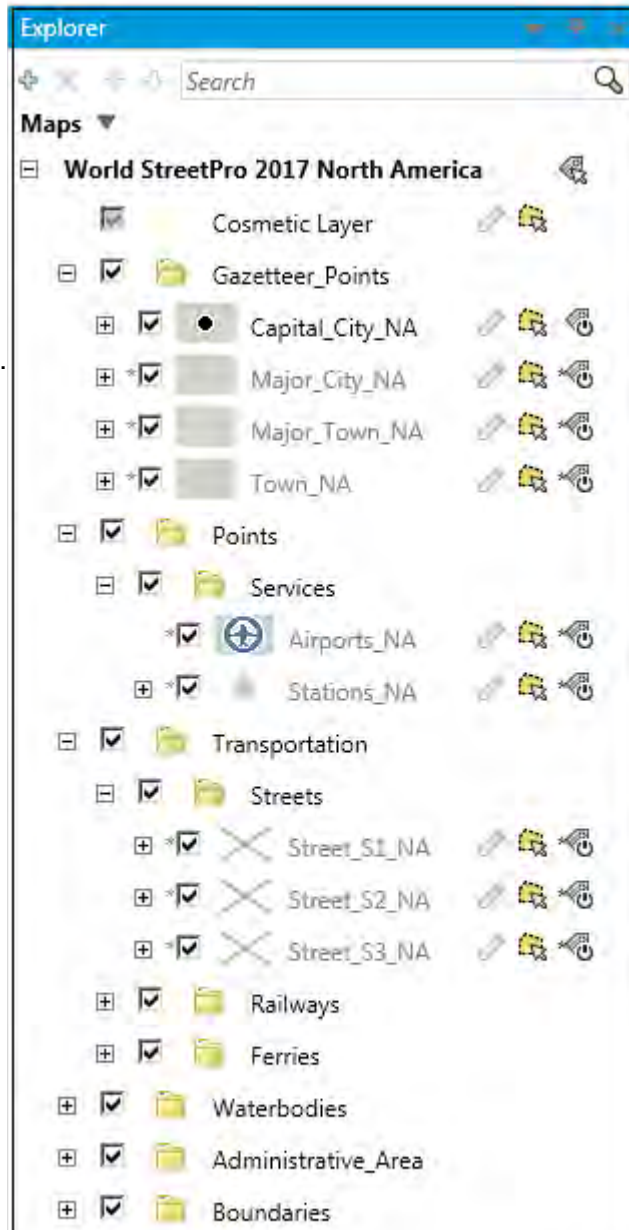 Explorer
Search
Maps
World StreetPro 2017 North America
Cosmetic Layer
Gazetteer_Points
Capital_City_NA
*Major_City_NA
*Major_Town_NA
*Town_NA
Points
Services
*Airports_NA
*Stations_NA
Transportation
Streets
*Street_S1_NA
*Street_S2_NA
*Street_S3_NA
Railways
Ferries
Waterbodies
Administrative_Area
Boundaries